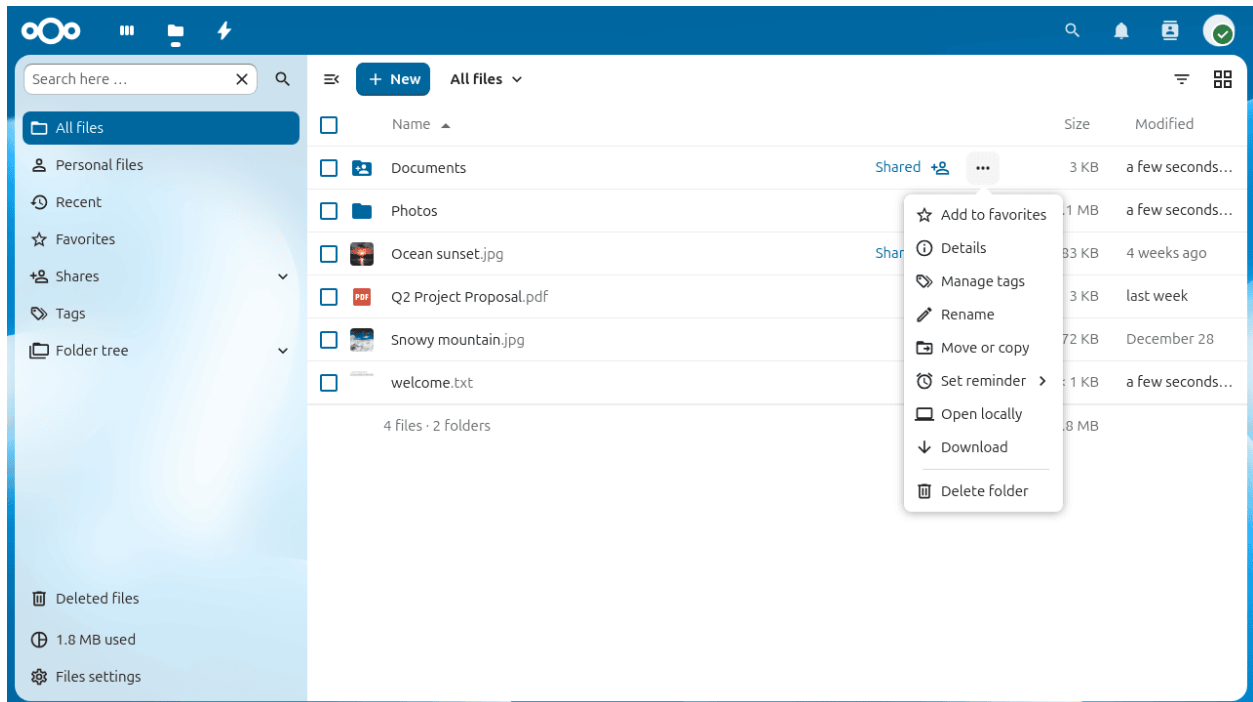 Search here ...
New
All files
All files
Personal files
Recent
Favorites
Shares
Tags
Folder tree
Deleted files
1.8 MB used
Files settings
Name
Size
Modified
Documents
Shared
3 KB
a few seconds...
Photos
a few seconds...
Ocean sunset.jpg
4 weeks ago
PDF
Q2 Project Proposal.pdf
3 KB
last week
Snowy mountain.jpg
December 28
welcome.txt
1 KB
a few seconds...
4 files · 2 folders
Add to favorites
Details
Manage tags
Rename
Move or copy
Set reminder
Open locally
Download
Delete folder